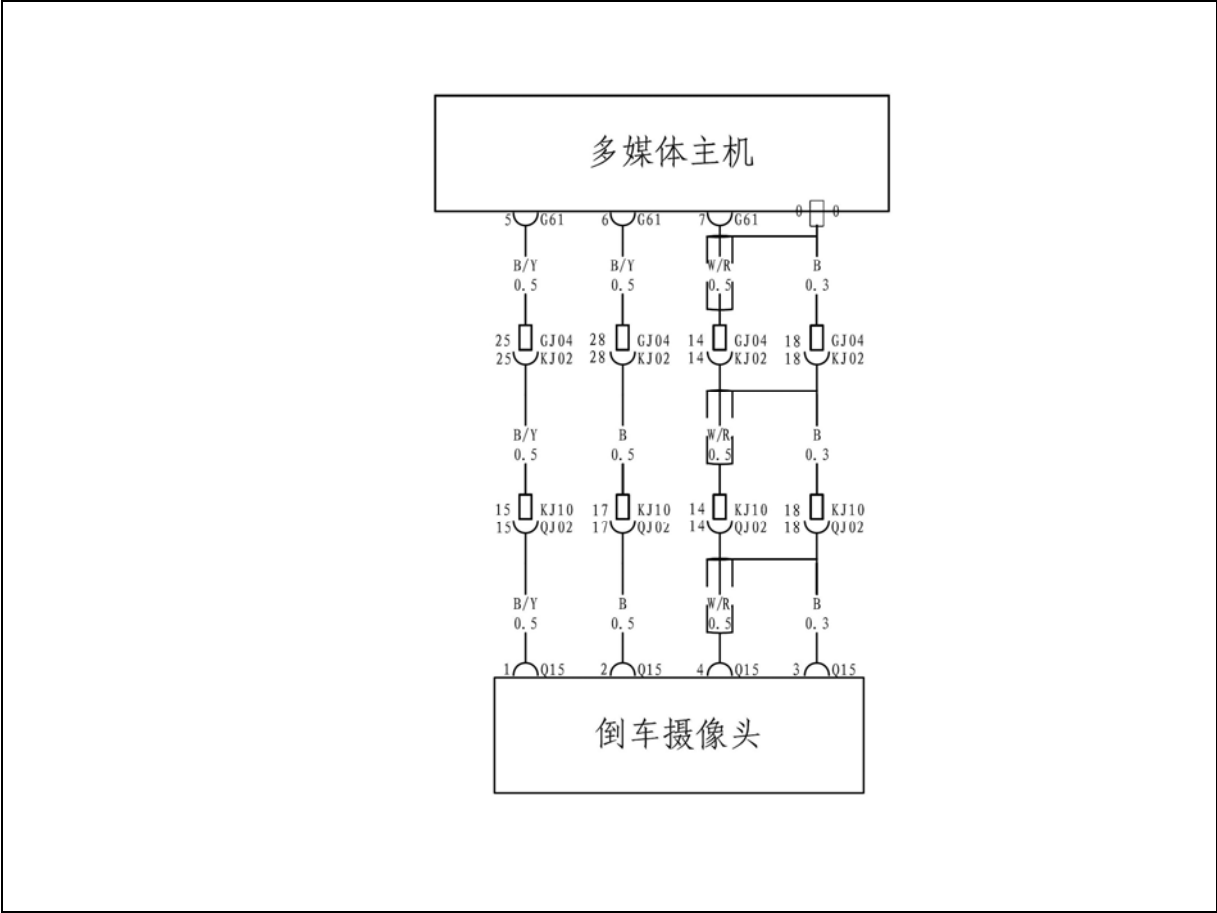 多媒体主机
5 G61 6 G61 7 G61 0 0
B/Y B/Y W/R B
0.5 0.5 0.5 0.3
25 GJ04 28 GJ04 14 GJ04 18 GJ04
25 KJ02 28 KJ02 14 KJ02 18 KJ02
B/Y B W/R B
0.5 0.5 0.5 0.3
15 KJ10 17 KJ10 14 KJ10 18 KJ10
15 QJ02 17 QJ02 14 QJ02 18 QJ02
B/Y B W/R B
0.5 0.5 0.5 0.3
1 Q15 2 Q15 4 Q15 3 Q15
倒车摄像头